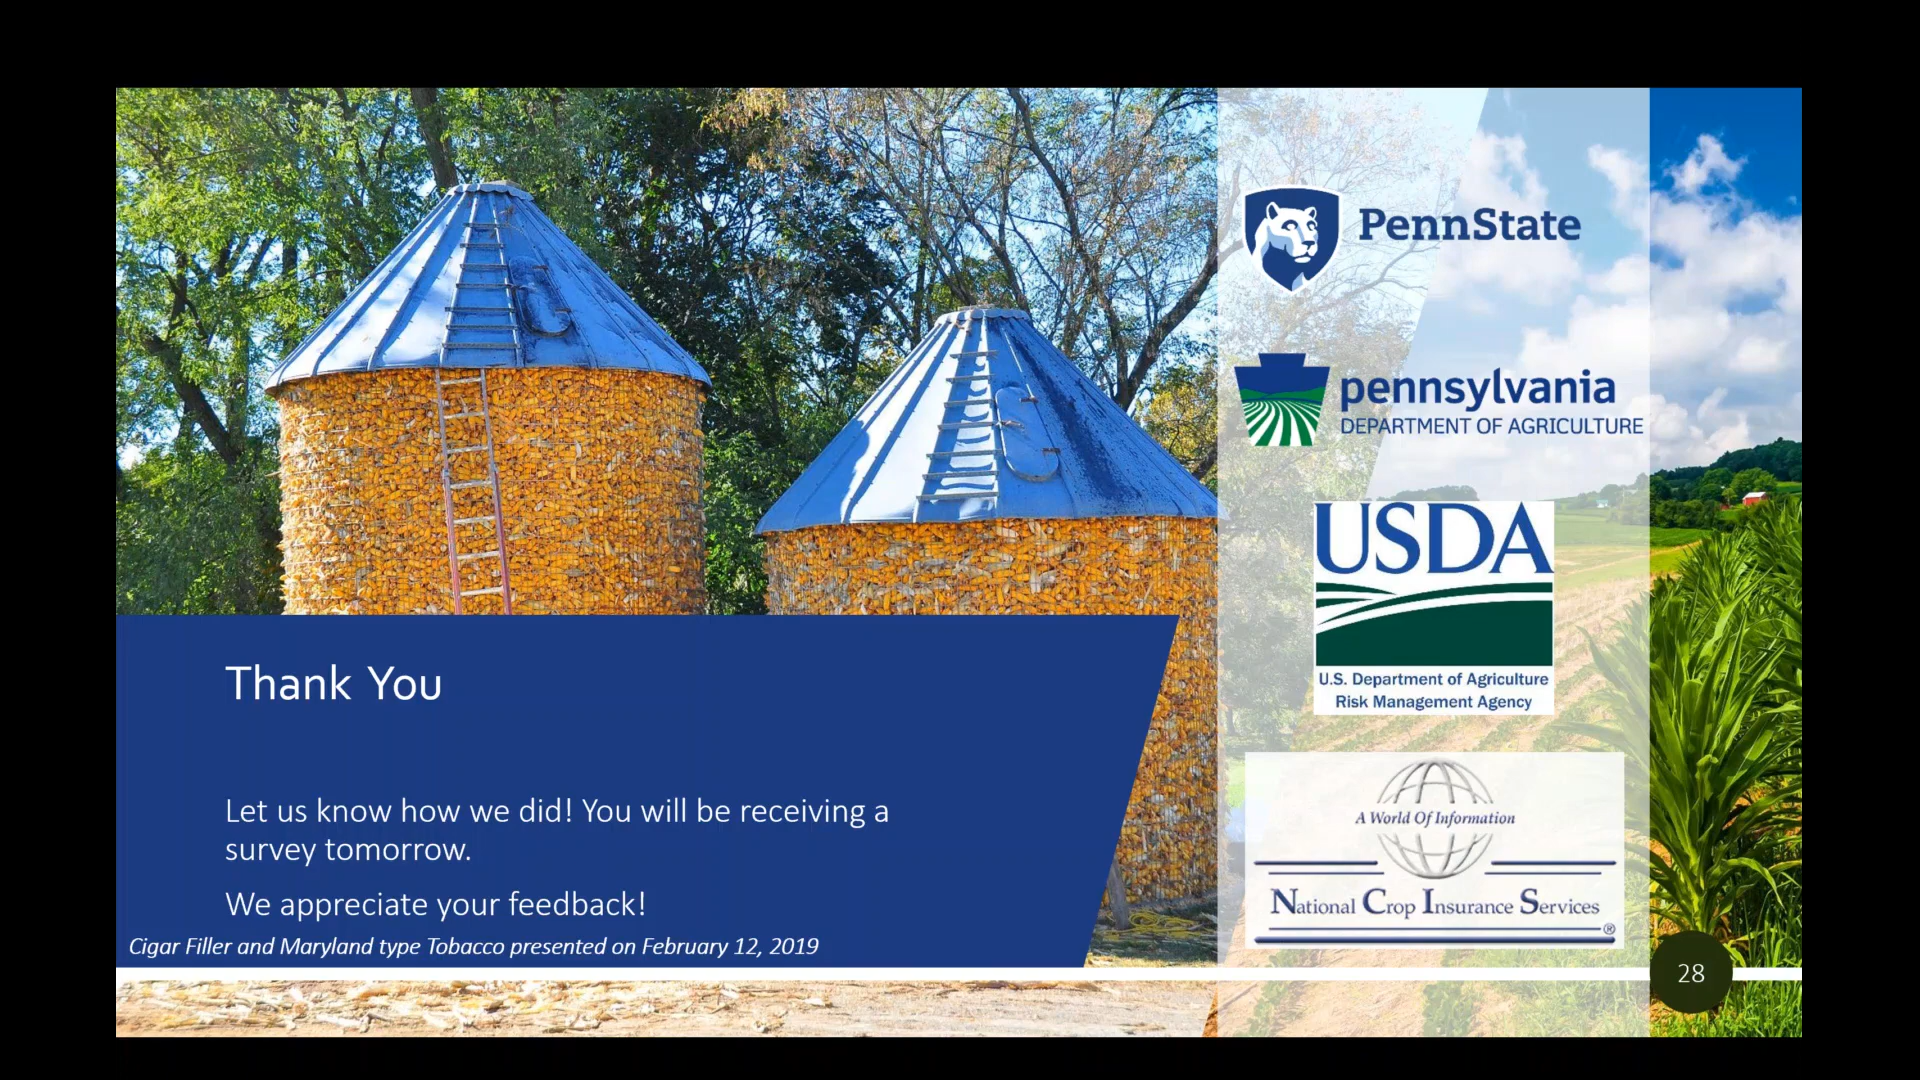 PennState
pennsylvania
DEPARTMENT OF AGRICULTURE
USDA
U.S. Department of Agriculture
Risk Management Agency
A World Of Information
National Crop Insurance Services
®
Thank You
Let us know how we did! You will be receiving a
survey tomorrow.
We appreciate your feedback!
Cigar Filler and Maryland type Tobacco presented on February 12, 2019
28